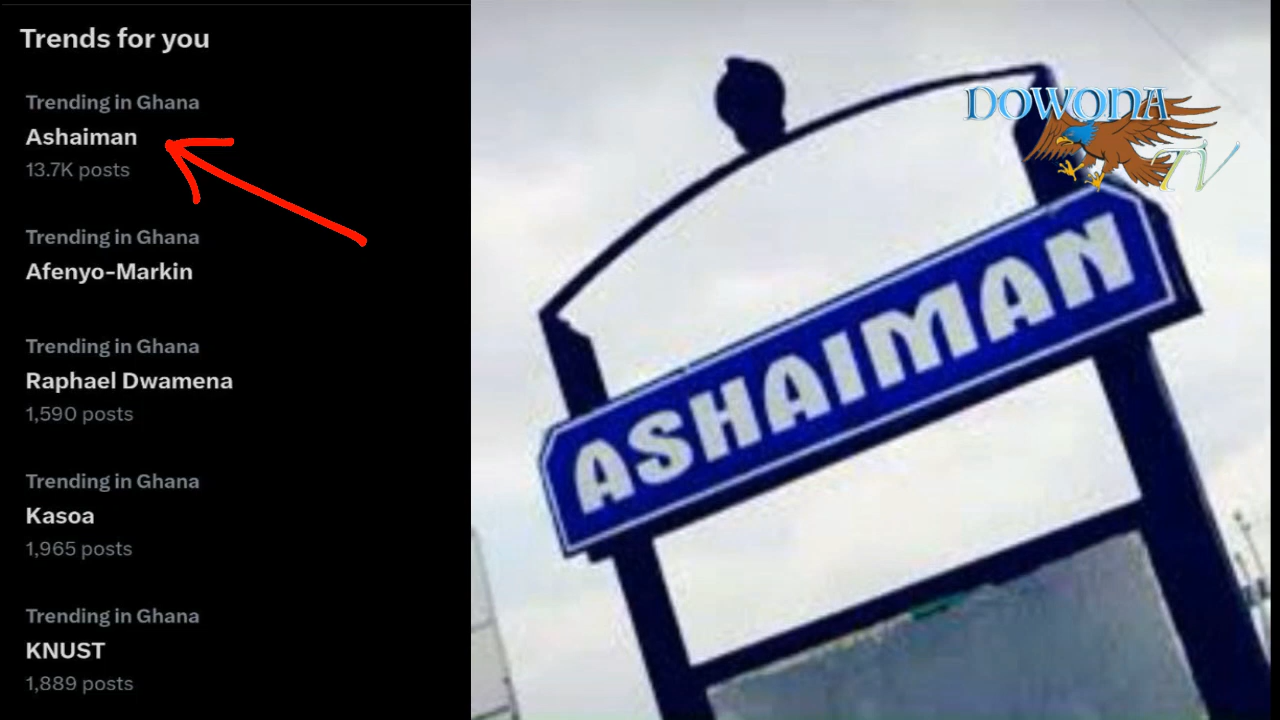 Trends for you
Trending in Ghana
Ashaiman
13.7K posts
Trending in Ghana
Afenyo-Markin
Trending in Ghana
Raphael Dwamena
1,590 posts
Trending in Ghana
Kasoa
1,965 posts
Trending in Ghana
KNUST
1,889 posts
DOWONA
TV
ASHAIMAN